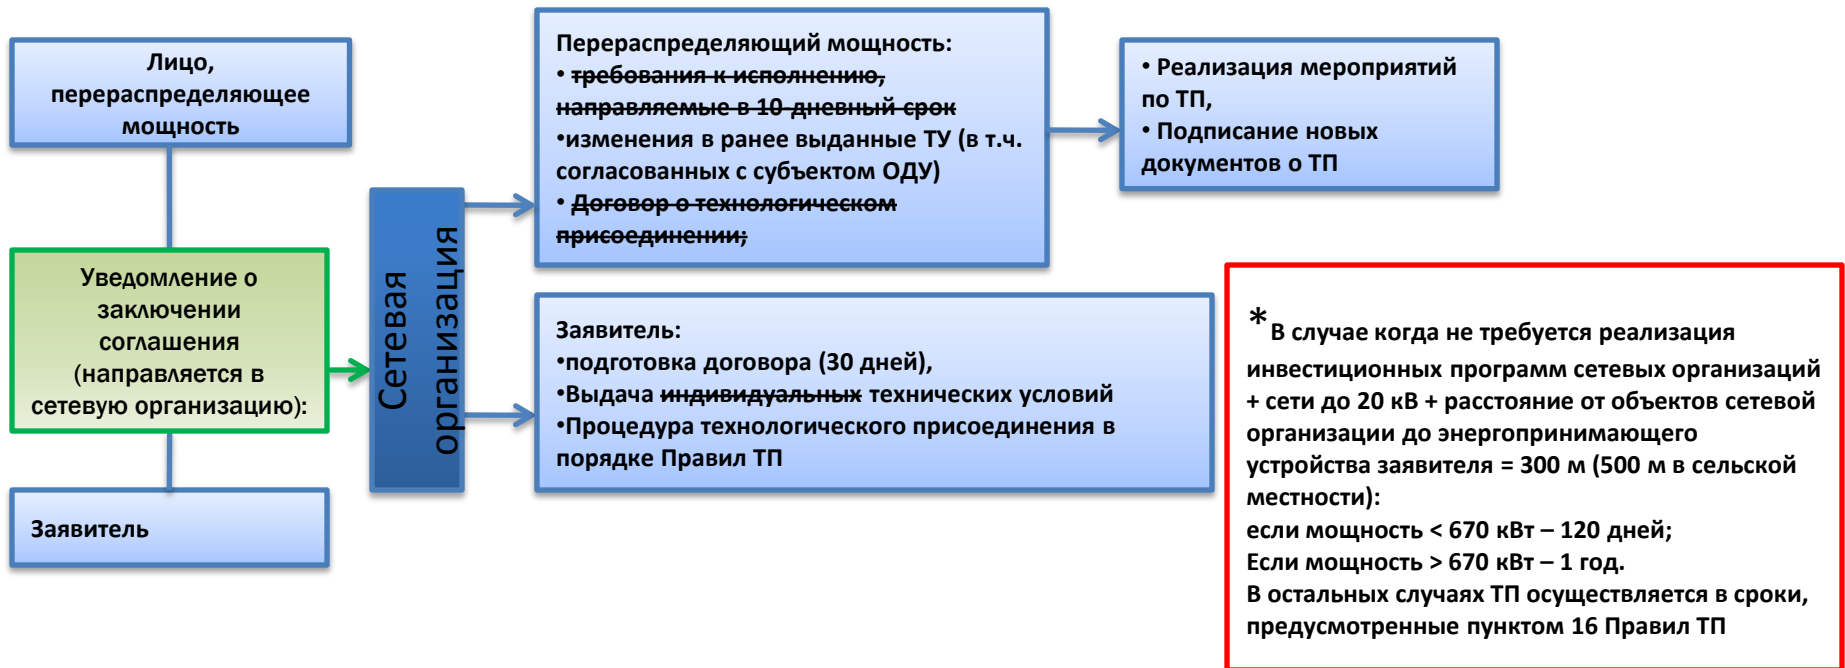 Лицо,
перераспределяющее
мощность
Уведомление о
заключении
соглашения
(направляется в
сетевую организацию):
Заявитель
Сетевая
организация
Перераспределяющий мощность:
• требования к исполнению,
направляемые в 10-дневный срок
•изменения в ранее выданные ТУ (в т.ч.
согласованных с субъектом ОДУ)
• Договор о технологическом
присоединении;
Заявитель:
•подготовка договора (30 дней),
•Выдача индивидуальных технических условий
•Процедура технологического присоединения в
порядке Правил ТП
• Реализация мероприятий
по ТП,
• Подписание новых
документов о ТП
*В случае когда не требуется реализация
инвестиционных программ сетевых организаций
+ сети до 20 кВ + расстояние от объектов сетевой
организации до энергопринимающего
устройства заявителя = 300 м (500 м в сельской
местности):
если мощность < 670 кВт – 120 дней;
Если мощность > 670 кВт – 1 год.
В остальных случаях ТП осуществляется в сроки,
предусмотренные пунктом 16 Правил ТП